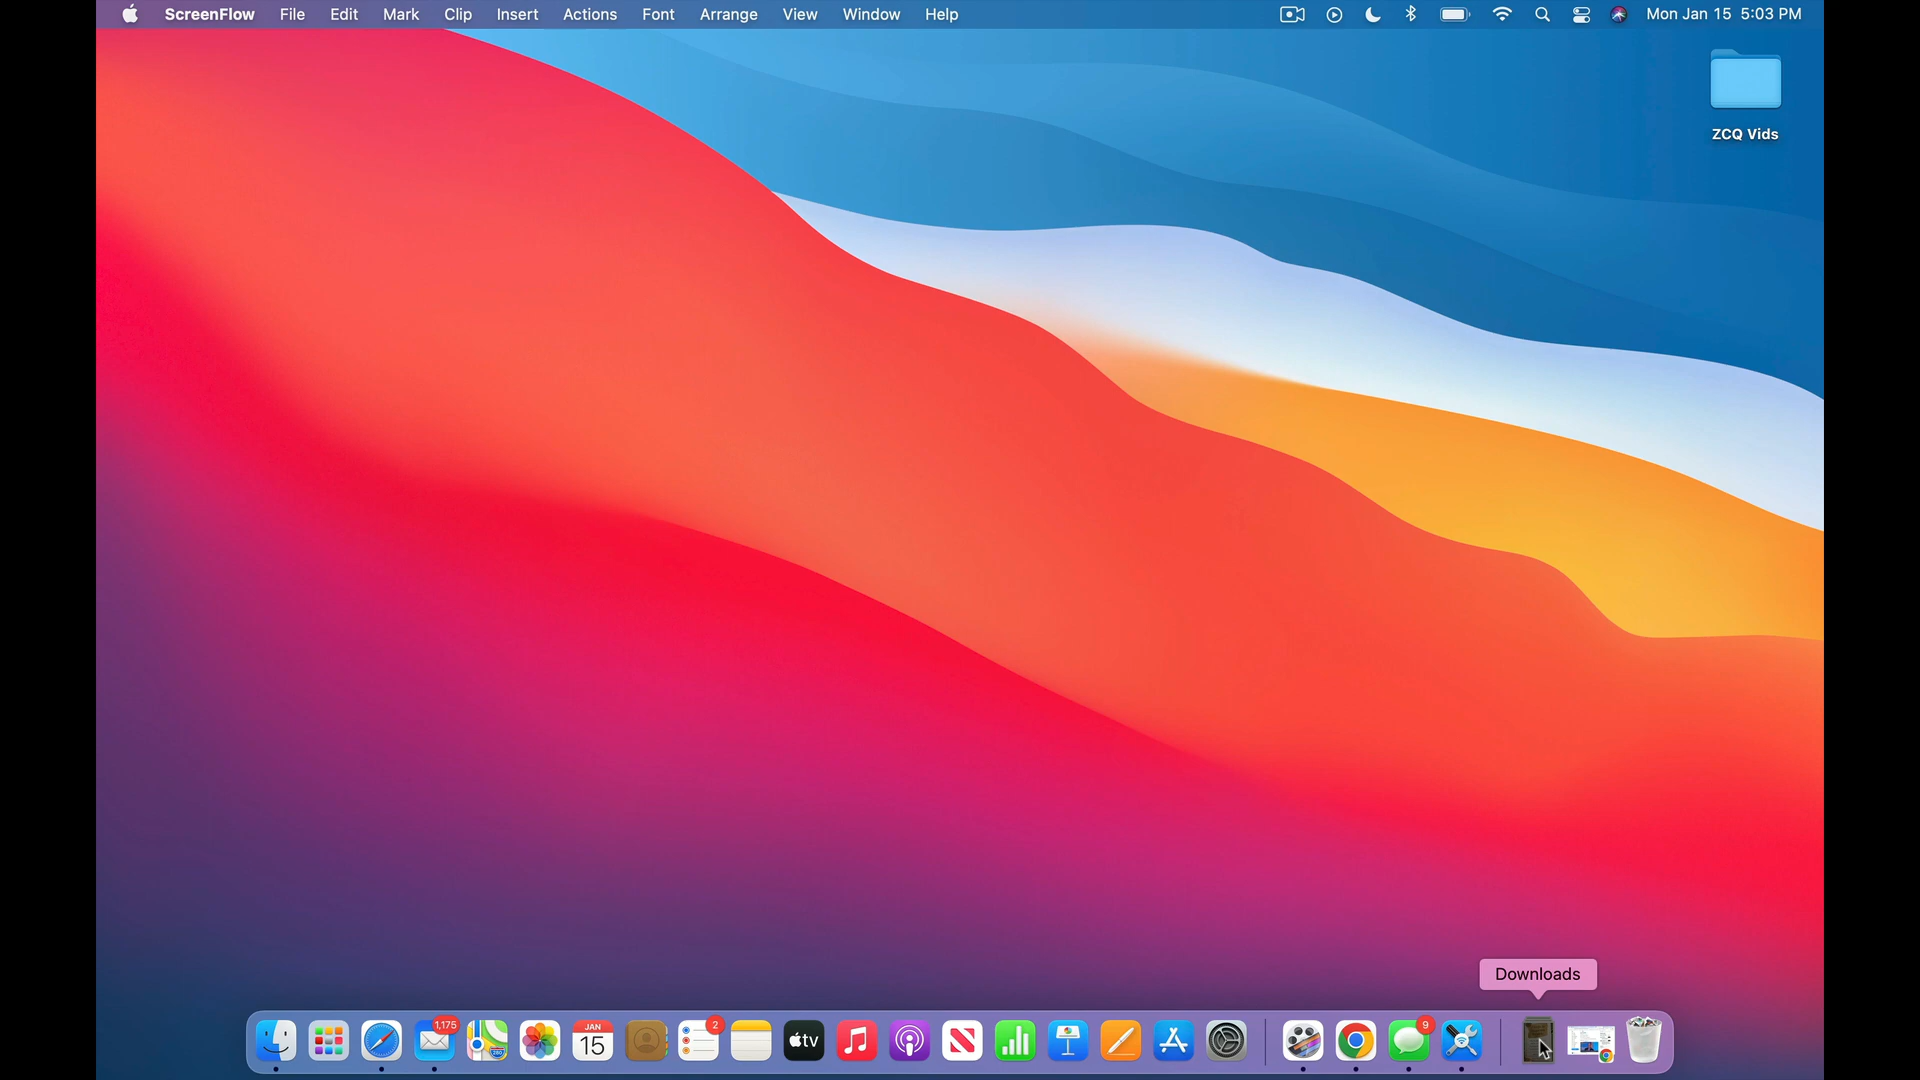 ScreenFlow File Edit Mark Clip Insert Actions Font Arrange View Window Help Mon Jan 15 5:03 PM
ZCQ Vids
Downloads
1,175
280
JAN
15
2
tv
9